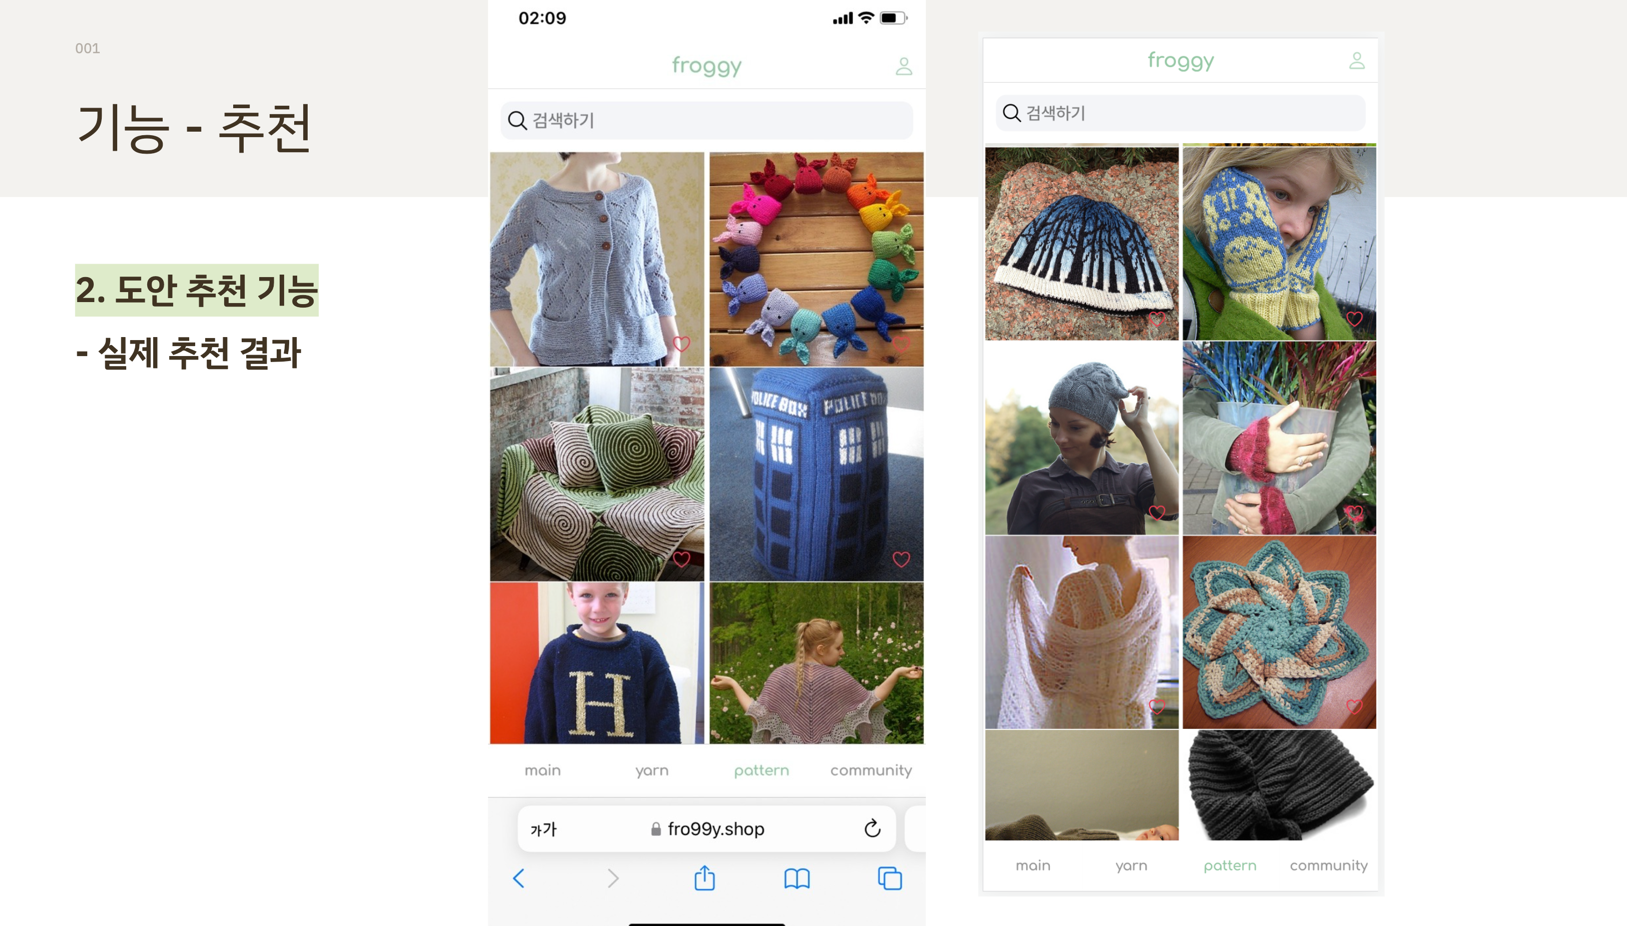 001
기능 - 추천
2. 도안 추천 기능
- 실제 추천 결과
02:09
froggy
검색하기
POLICE BOX POLICE BOX
H
main yarn pattern community
가가 fro99y.shop
froggy
검색하기
main yarn pattern community